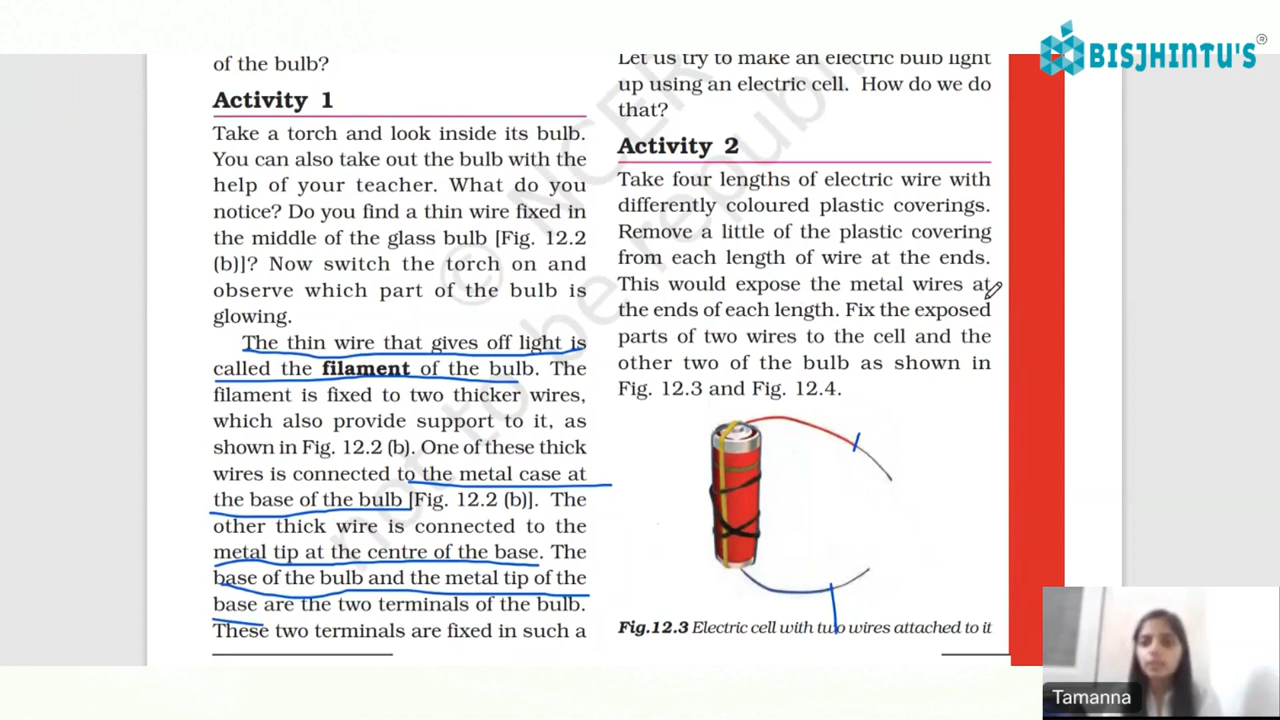 BISJHINTU'S®
of the bulb?
Activity 1
Take a torch and look inside its bulb.
You can also take out the bulb with the
help of your teacher. What do you
notice? Do you find a thin wire fixed in
the middle of the glass bulb [Fig. 12.2
(b)]? Now switch the torch on and
observe which part of the bulb is
glowing.
The thin wire that gives off light is
called the filament of the bulb. The
filament is fixed to two thicker wires,
which also provide support to it, as
shown in Fig. 12.2 (b). One of these thick
wires is connected to the metal case at
the base of the bulb [Fig. 12.2 (b)]. The
other thick wire is connected to the
metal tip at the centre of the base. The
base of the bulb and the metal tip of the
base are the two terminals of the bulb.
These two terminals are fixed in such a
Let us try to make an electric bulb light
up using an electric cell. How do we do
that?
Activity 2
Take four lengths of electric wire with
differently coloured plastic coverings.
Remove a little of the plastic covering
from each length of wire at the ends.
This would expose the metal wires at
the ends of each length. Fix the exposed
parts of two wires to the cell and the
other two of the bulb as shown in
Fig. 12.3 and Fig. 12.4.
Fig.12.3 Electric cell with two wires attached to it
© NCER
not to be republi
Tamanna